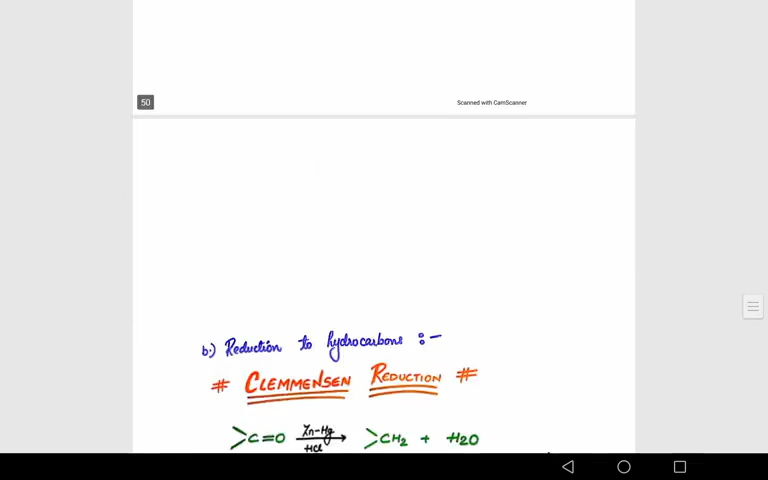 50
Scanned with CamScanner
b.) Reduction to hydrocarbons :-
# CLEMMENSEN REDUCTION #
>C=O Zn-Hg/HCl → >CH2 + H2O